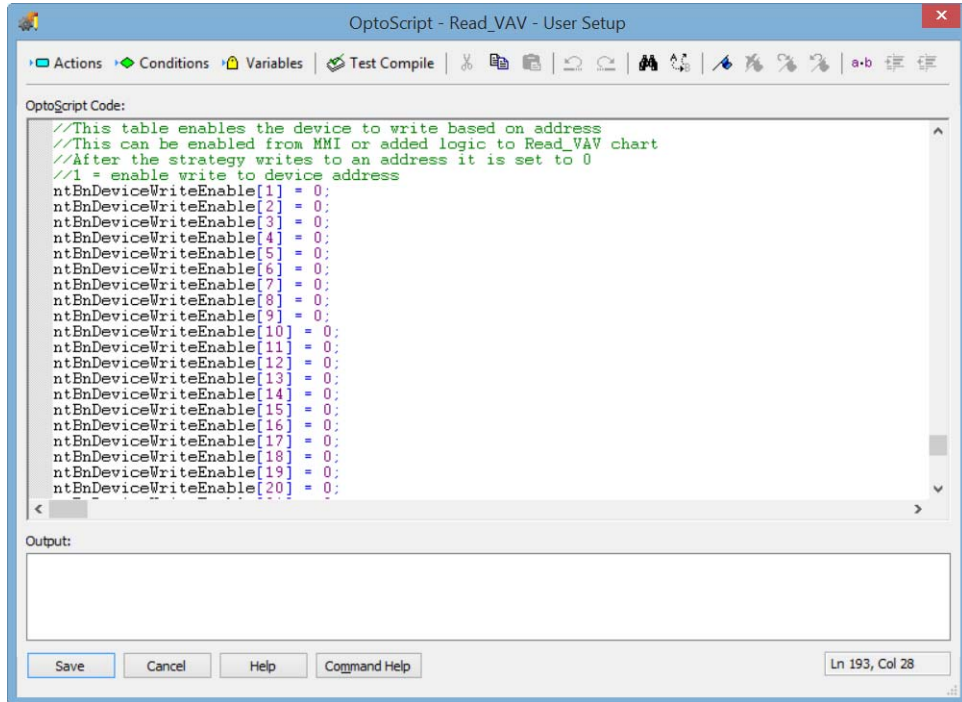 OptoScript - Read_VAV - User Setup
Actions Conditions Variables Test Compile a•b
OptoScript Code:
//This table enables the device to write based on address
//This can be enabled from MMI or added logic to Read_VAV chart
//After the strategy writes to an address it is set to 0
//1 = enable write to device address
ntBnDeviceWriteEnable[1] = 0;
ntBnDeviceWriteEnable[2] = 0;
ntBnDeviceWriteEnable[3] = 0;
ntBnDeviceWriteEnable[4] = 0;
ntBnDeviceWriteEnable[5] = 0;
ntBnDeviceWriteEnable[6] = 0;
ntBnDeviceWriteEnable[7] = 0;
ntBnDeviceWriteEnable[8] = 0;
ntBnDeviceWriteEnable[9] = 0;
ntBnDeviceWriteEnable[10] = 0;
ntBnDeviceWriteEnable[11] = 0;
ntBnDeviceWriteEnable[12] = 0;
ntBnDeviceWriteEnable[13] = 0;
ntBnDeviceWriteEnable[14] = 0;
ntBnDeviceWriteEnable[15] = 0;
ntBnDeviceWriteEnable[16] = 0;
ntBnDeviceWriteEnable[17] = 0;
ntBnDeviceWriteEnable[18] = 0;
ntBnDeviceWriteEnable[19] = 0;
ntBnDeviceWriteEnable[20] = 0;
Output:
Save Cancel Help Command Help Ln 193, Col 28